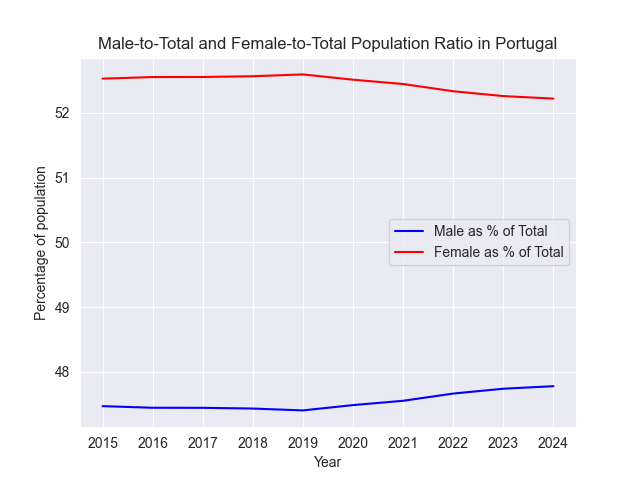 Male-to-Total and Female-to-Total Population Ratio in Portugal
Percentage of population
52
51
50
49
48
Male as % of Total
Female as % of Total
2015 2016 2017 2018 2019 2020 2021 2022 2023 2024
Year